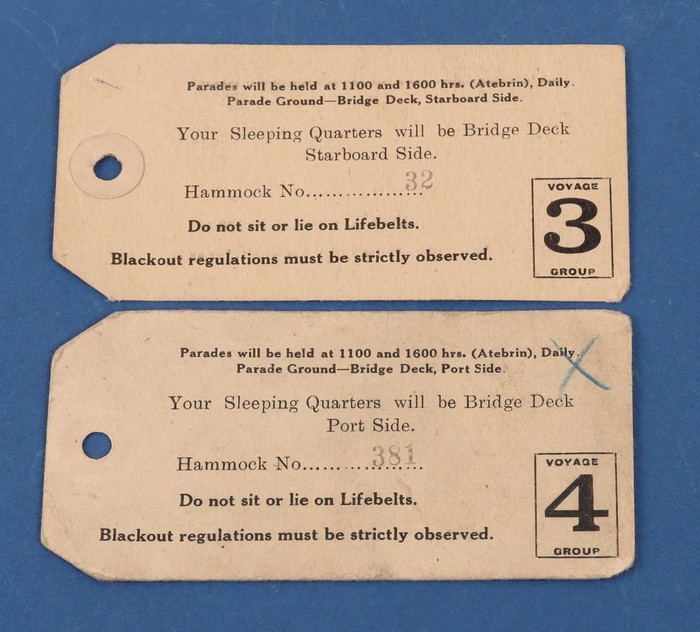 Parades will be held at 1100 and 1600 hrs. (Atebrin), Daily.
Parade Ground—Bridge Deck, Starboard Side.
Your Sleeping Quarters will be Bridge Deck
Starboard Side.
Hammock No.................. 32
Do not sit or lie on Lifebelts.
Blackout regulations must be strictly observed.
VOYAGE
3
GROUP
Parades will be held at 1100 and 1600 hrs. (Atebrin), Daily.
Parade Ground—Bridge Deck, Port Side.
Your Sleeping Quarters will be Bridge Deck
Port Side.
Hammock No.................. 381
Do not sit or lie on Lifebelts.
Blackout regulations must be strictly observed.
VOYAGE
4
GROUP